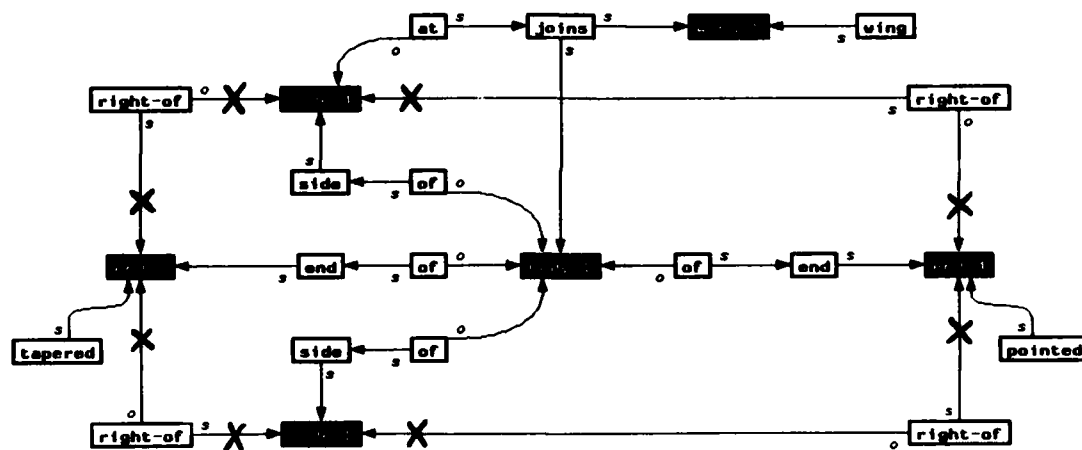 at s joins s s wing
o s
right-of o s right-of
s s o
s
side s of o
end s of o of s end s
s o
s o s
tapered side s of pointed
s
o s s
right-of o right-of